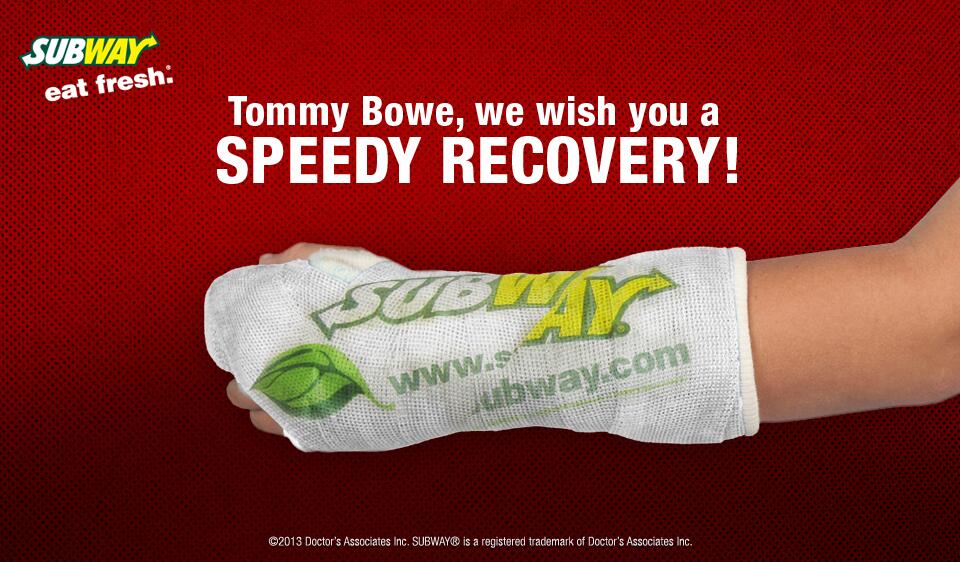 SUBWAY
eat fresh.®
Tommy Bowe, we wish you a
SPEEDY RECOVERY!
SUBWAY®
www.s
ubway.com
©2013 Doctor's Associates Inc. SUBWAY® is a registered trademark of Doctor's Associates Inc.